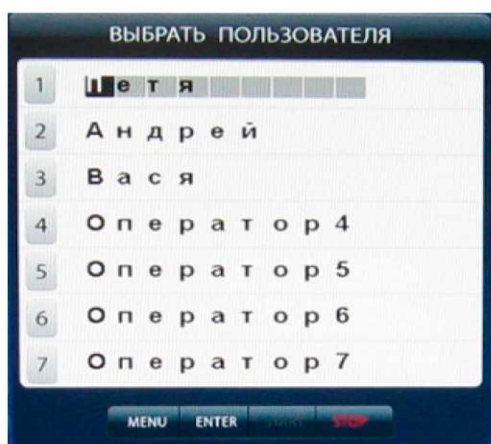 ВЫБРАТЬ ПОЛЬЗОВАТЕЛЯ
1 Петя
2 Андрей
3 Вася
4 Оператор4
5 Оператор5
6 Оператор6
7 Оператор7
MENU ENTER START STOP